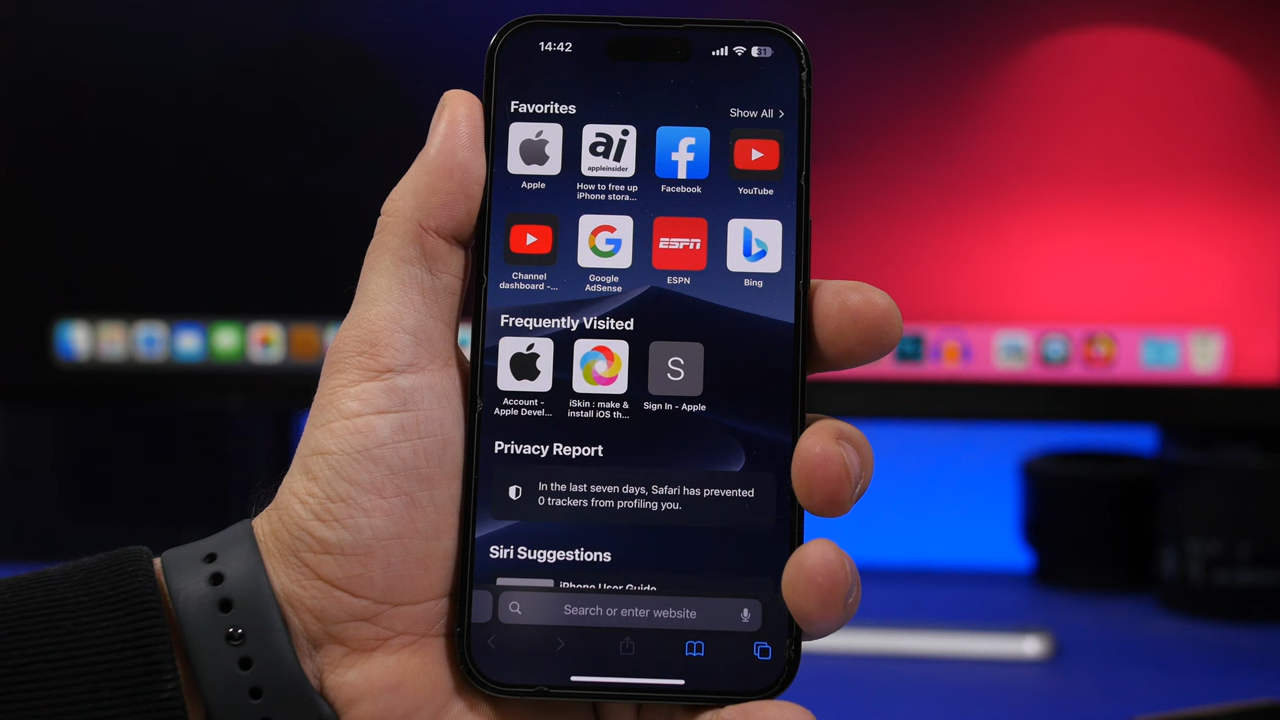 14:42
31
Favorites
Show All >
ai
appleinsider
f
Apple
How to free up
iPhone stora...
Facebook
YouTube
G
ESPN
b
Channel
dashboard -...
Google
AdSense
ESPN
Bing
Frequently Visited
S
Account -
Apple Devel...
iSkin : make &
install iOS th...
Sign In - Apple
Privacy Report
In the last seven days, Safari has prevented
0 trackers from profiling you.
Siri Suggestions
iPhone User Guide
Search or enter website